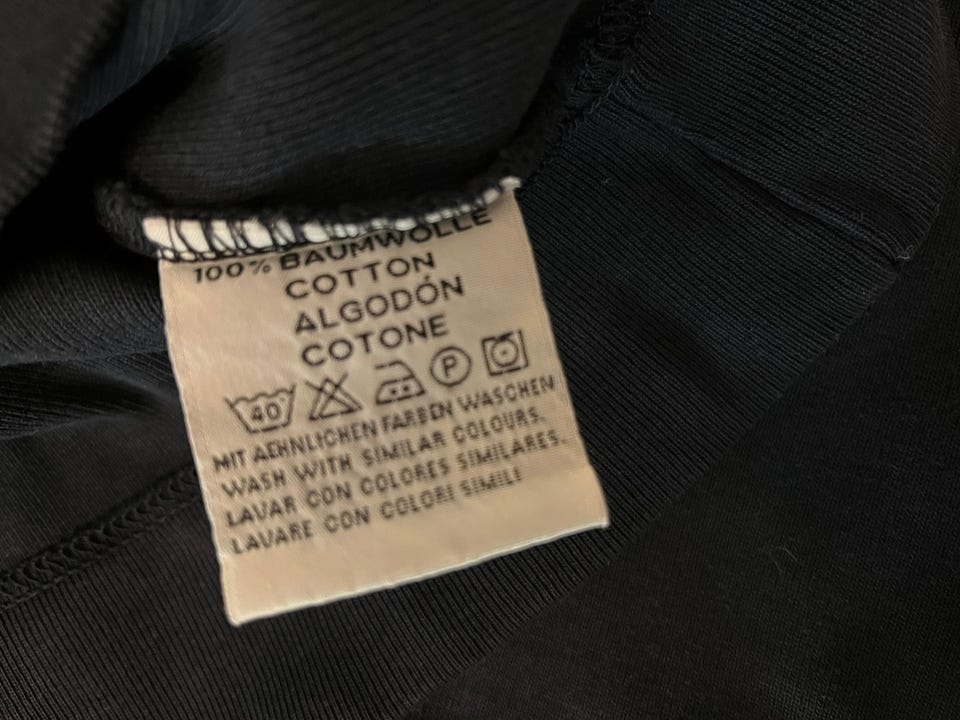 100% BAUMWOLLE
COTTON
ALGODÓN
COTONE
40 P
MIT AEHNLICHEN FARBEN WASCHEN
WASH WITH SIMILAR COLOURS.
LAVAR CON COLORES SIMILARES.
LAVARE CON COLORI SIMILI